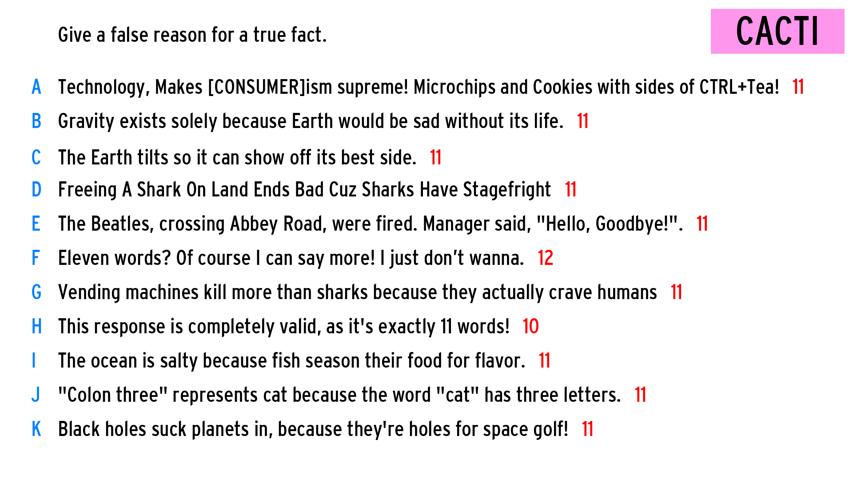 Give a false reason for a true fact.
CACTI
A Technology, Makes [CONSUMER]ism supreme! Microchips and Cookies with sides of CTRL+Tea! 11
B Gravity exists solely because Earth would be sad without its life. 11
C The Earth tilts so it can show off its best side. 11
D Freeing A Shark On Land Ends Bad Cuz Sharks Have Stagefright 11
E The Beatles, crossing Abbey Road, were fired. Manager said, "Hello, Goodbye!". 11
F Eleven words? Of course I can say more! I just don’t wanna. 12
G Vending machines kill more than sharks because they actually crave humans 11
H This response is completely valid, as it's exactly 11 words! 10
I The ocean is salty because fish season their food for flavor. 11
J "Colon three" represents cat because the word "cat" has three letters. 11
K Black holes suck planets in, because they're holes for space golf! 11